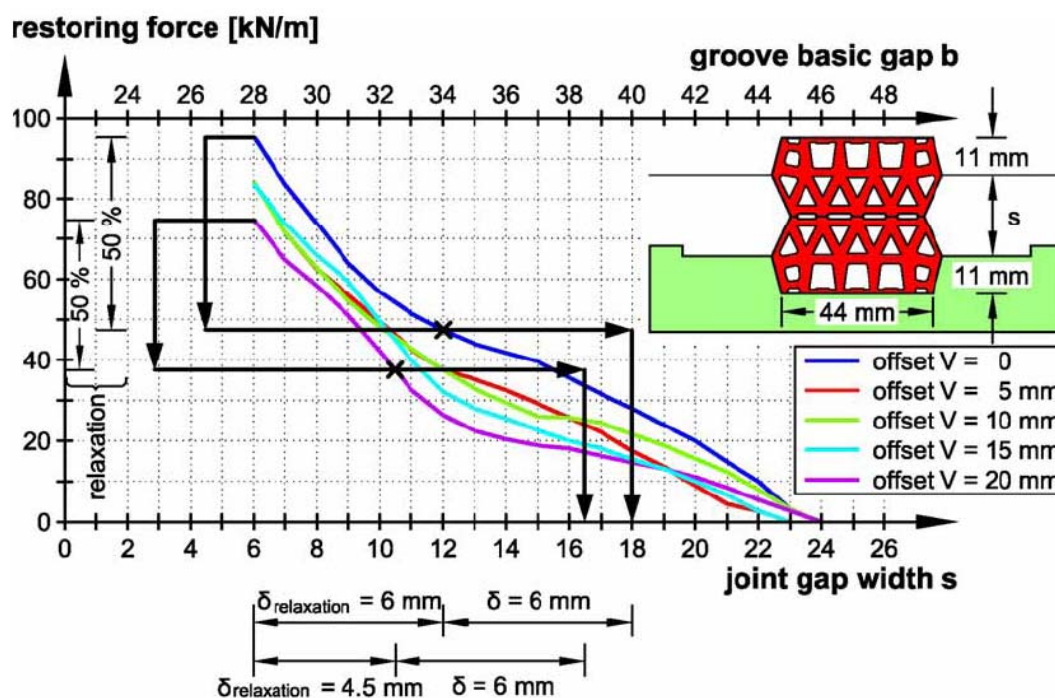 restoring force [kN/m]
groove basic gap b
24 26 28 30 32 34 36 38 40 42 44 46 48
100
80
60
40
20
0
50 %
50 %
relaxation
11 mm
s
11 mm
44 mm
offset V = 0
offset V = 5 mm
offset V = 10 mm
offset V = 15 mm
offset V = 20 mm
0 2 4 6 8 10 12 14 16 18 20 22 24 26
joint gap width s
δrelaxation = 6 mm δ = 6 mm
δrelaxation = 4.5 mm δ = 6 mm